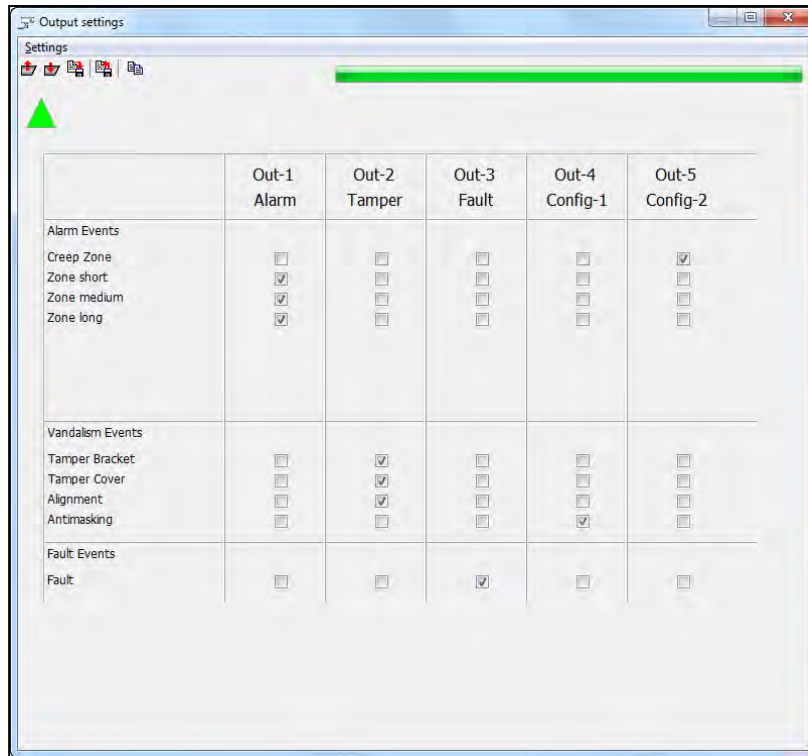 Output settings
Settings
Out-1 Out-2 Out-3 Out-4 Out-5
Alarm Tamper Fault Config-1 Config-2
Alarm Events
Creep Zone
Zone short
Zone medium
Zone long
Vandalism Events
Tamper Bracket
Tamper Cover
Alignment
Antimasking
Fault Events
Fault